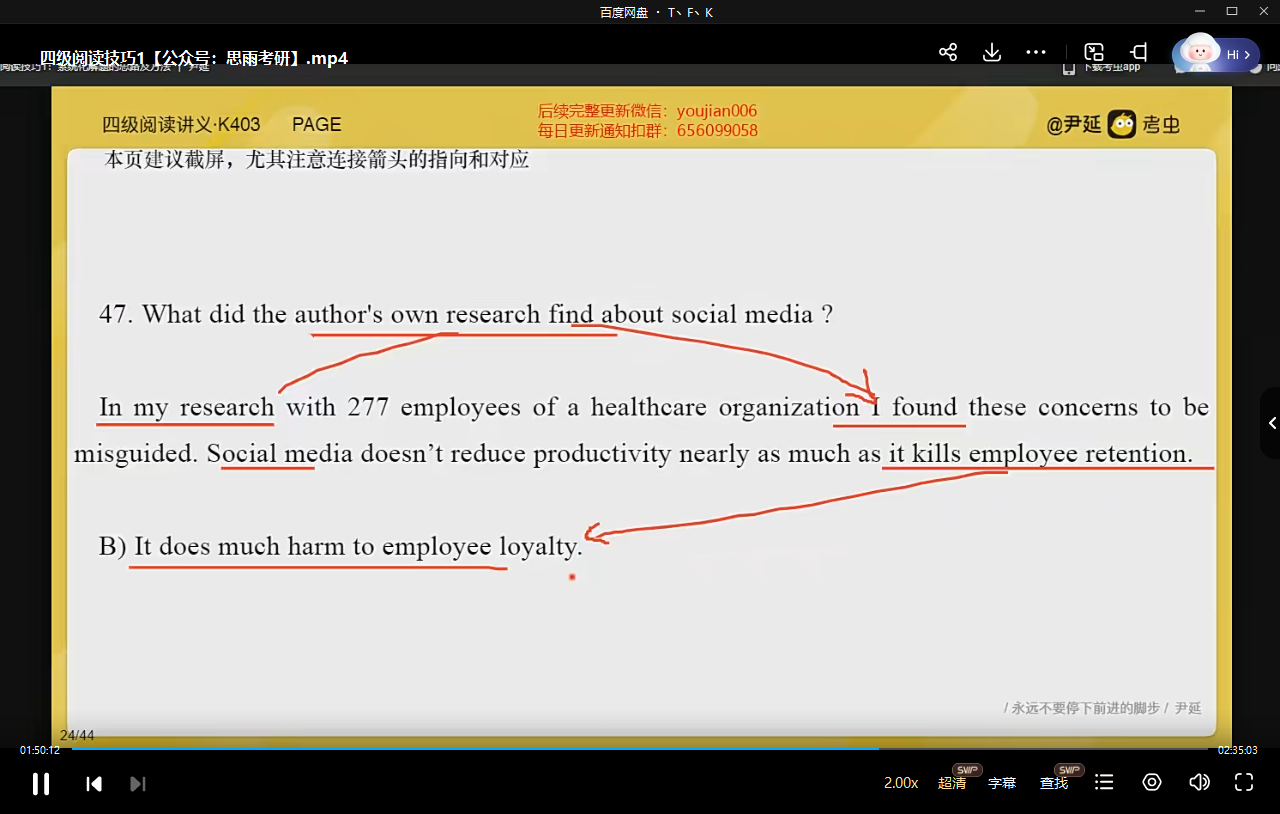 百度网盘 · T、F、K
四级阅读技巧1【公众号：思雨考研】.mp4
Hi
下载考虫app
四级阅读讲义·K403 PAGE
后续完整更新微信：youjian006
每日更新通知扣群：656099058
@尹延 考虫
本页建议截屏，尤其注意连接箭头的指向和对应
47. What did the author's own research find about social media ?
In my research with 277 employees of a healthcare organization I found these concerns to be
misguided. Social media doesn’t reduce productivity nearly as much as it kills employee retention.
B) It does much harm to employee loyalty.
/ 永远不要停下前进的脚步 / 尹延
24/44
01:50:12 02:35:03
2.00x 超清 SVIP 字幕 查找 SVIP